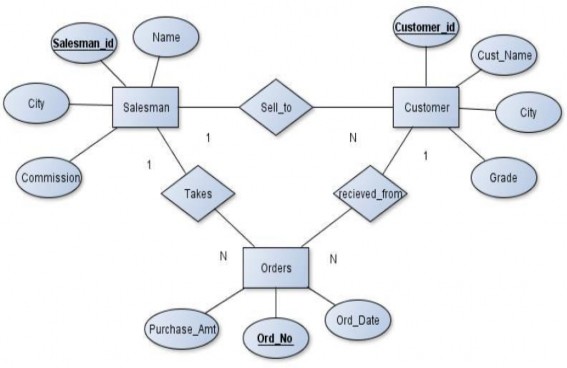 Salesman_id
Name
Customer_id
Cust_Name
City
Salesman
Sell_to
Customer
City
1
N
Commission
1
1
Grade
Takes
recieved_from
N
N
Orders
Purchase_Amt
Ord_No
Ord_Date